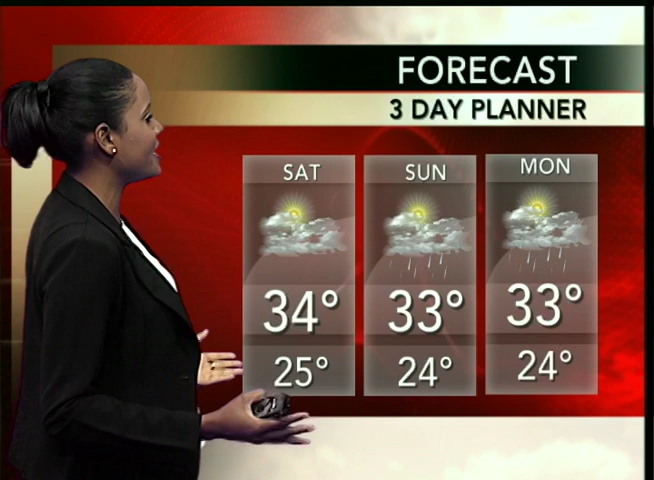 FORECAST
3 DAY PLANNER
SAT SUN MON
34° 33° 33°
25° 24° 24°